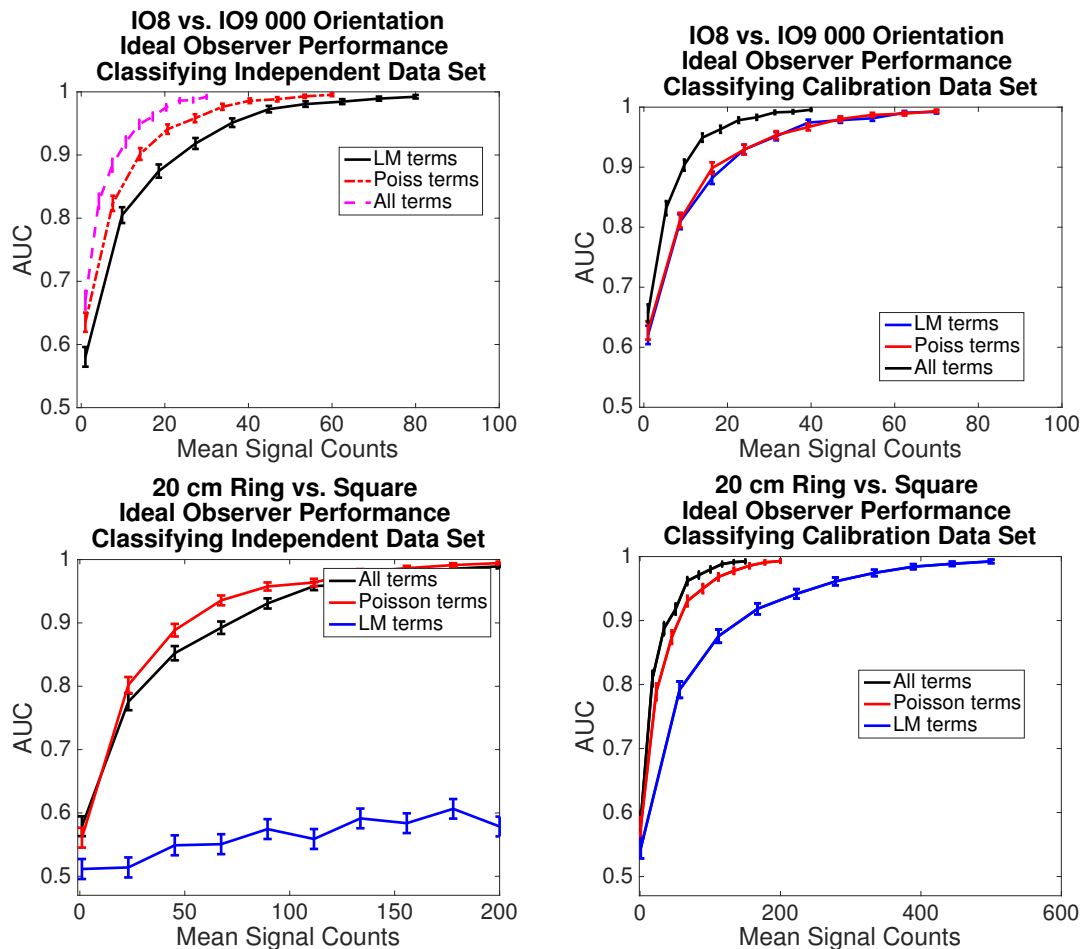 IO8 vs. IO9 000 Orientation
Ideal Observer Performance
Classifying Independent Data Set
1
0.9
0.8
0.7
0.6
0.5
AUC
LM terms
Poiss terms
All terms
0 20 40 60 80 100
Mean Signal Counts
IO8 vs. IO9 000 Orientation
Ideal Observer Performance
Classifying Calibration Data Set
1
0.9
0.8
0.7
0.6
0.5
AUC
LM terms
Poiss terms
All terms
0 20 40 60 80 100
Mean Signal Counts
20 cm Ring vs. Square
Ideal Observer Performance
Classifying Independent Data Set
1
0.9
0.8
0.7
0.6
0.5
AUC
All terms
Poisson terms
LM terms
0 50 100 150 200
Mean Signal Counts
20 cm Ring vs. Square
Ideal Observer Performance
Classifying Calibration Data Set
1
0.9
0.8
0.7
0.6
0.5
AUC
All terms
Poisson terms
LM terms
0 200 400 600
Mean Signal Counts